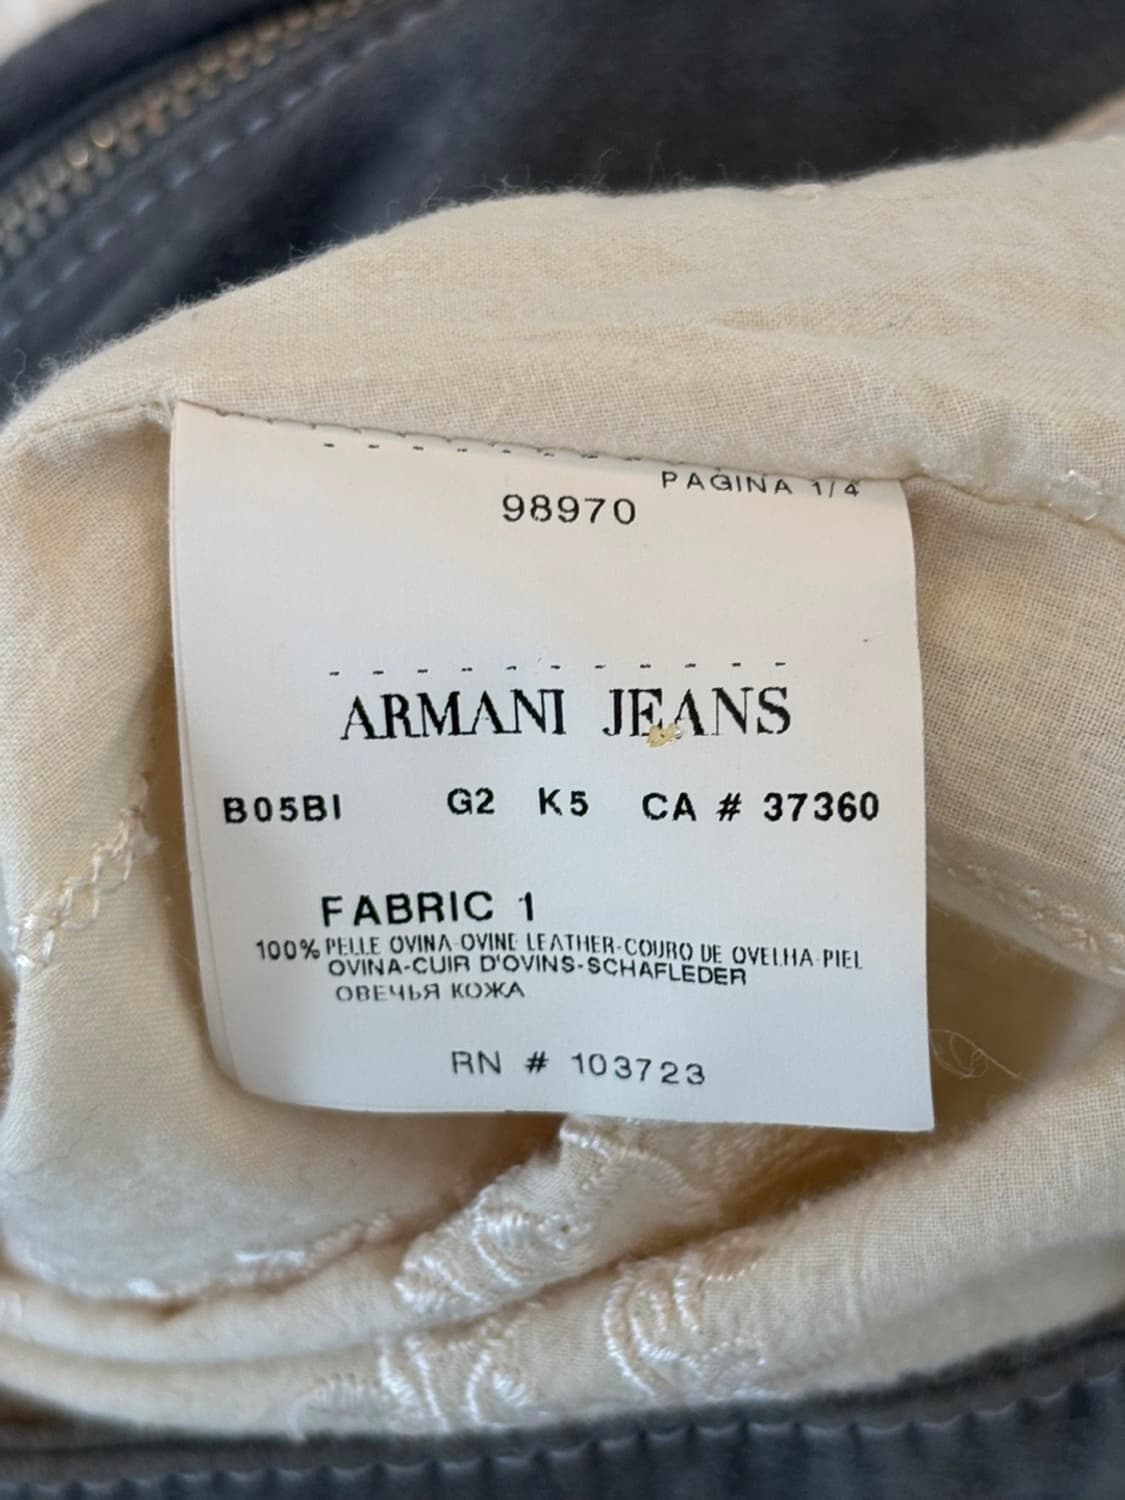 PAGINA 1/4
98970
ARMANI JEANS
B05BI G2 K5 CA # 37360
FABRIC 1
100% PELLE OVINA-OVINE LEATHER-COURO DE OVELHA-PIEL
OVINA-CUIR D'OVINS-SCHAFLEDER
ОВЕЧЬЯ КОЖА
RN # 103723